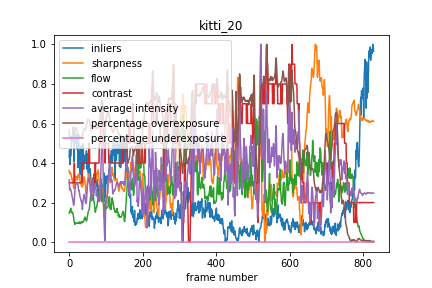 kitti_20
1.0
0.8
0.6
0.4
0.2
0.0
inliers
sharpness
flow
contrast
average intensity
percentage overexposure
percentage underexposure
0 200 400 600 800
frame number